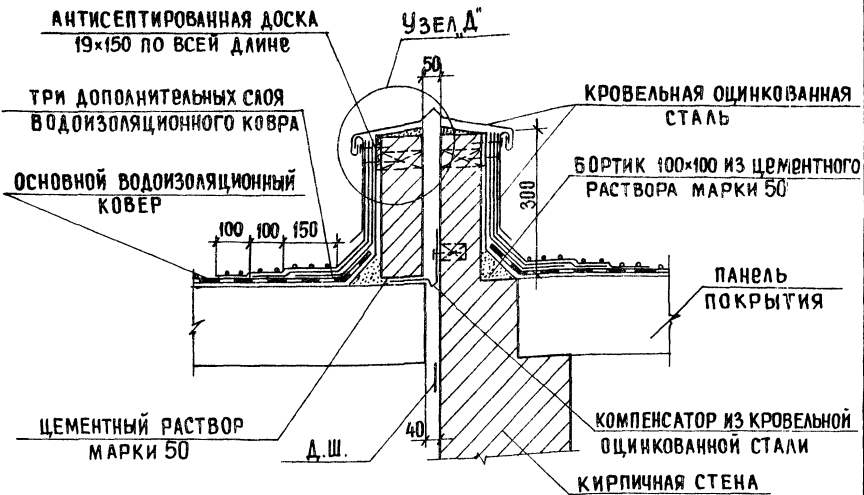 АНТИСЕПТИРОВАННАЯ ДОСКА
19×150 ПО ВСЕЙ ДЛИНЕ
УЗЕЛ „Д"
50
ТРИ ДОПОЛНИТЕЛЬНЫХ СЛОЯ
ВОДОИЗОЛЯЦИОННОГО КОВРА
КРОВЕЛЬНАЯ ОЦИНКОВАННАЯ
СТАЛЬ
ОСНОВНОЙ ВОДОИЗОЛЯЦИОННЫЙ
КОВЕР
БОРТИК 100×100 ИЗ ЦЕМЕНТНОГО
РАСТВОРА МАРКИ 50
300
100 100 150
ПАНЕЛЬ
ПОКРЫТИЯ
ЦЕМЕНТНЫЙ РАСТВОР
МАРКИ 50
Д.Ш.
40
КОМПЕНСАТОР ИЗ КРОВЕЛЬНОЙ
ОЦИНКОВАННОЙ СТАЛИ
КИРПИЧНАЯ СТЕНА